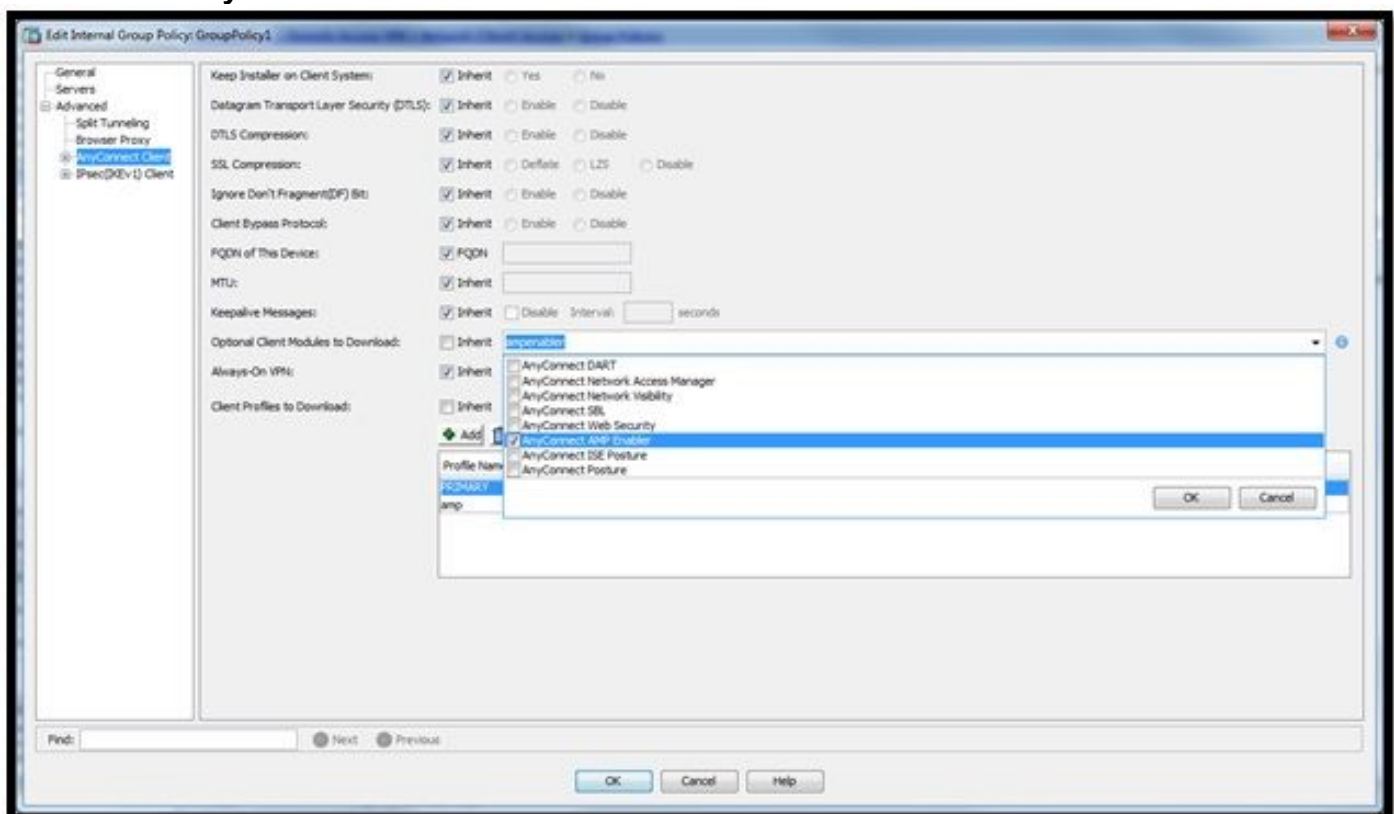 Edit Internal Group Policy: GroupPolicy1
General
Servers
Advanced
Split Tunneling
Browser Proxy
AnyConnect Client
IPsec(IKEv1) Client
Keep Installer on Client System: Inherit Yes No
Datagram Transport Layer Security (DTLS): Inherit Enable Disable
DTLS Compression: Inherit Enable Disable
SSL Compression: Inherit Deflate LZS Disable
Ignore Don't Fragment(DF) Bit: Inherit Enable Disable
Client Bypass Protocol: Inherit Enable Disable
FQDN of This Device: FQDN
MTU: Inherit
Keepalive Messages: Inherit Disable Interval: seconds
Optional Client Modules to Download: Inherit ampenabler
Always-On VPN: Inherit
Client Profiles to Download: Inherit
AnyConnect DART
AnyConnect Network Access Manager
AnyConnect Network Visibility
AnyConnect SBL
AnyConnect Web Security
AnyConnect AMP Enabler
AnyConnect ISE Posture
AnyConnect Posture
OK Cancel
Add
Profile Nam
PRIMARY
amp
Find: Next Previous
OK Cancel Help